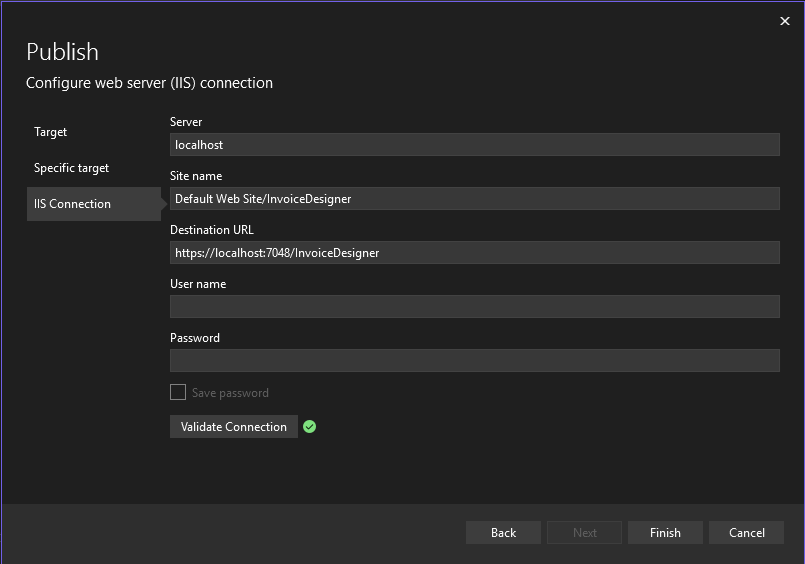 Publish
Configure web server (IIS) connection
Target
Specific target
IIS Connection
Server
localhost
Site name
Default Web Site/InvoiceDesigner
Destination URL
https://localhost:7048/InvoiceDesigner
User name
Password
Save password
Validate Connection
Back
Next
Finish
Cancel